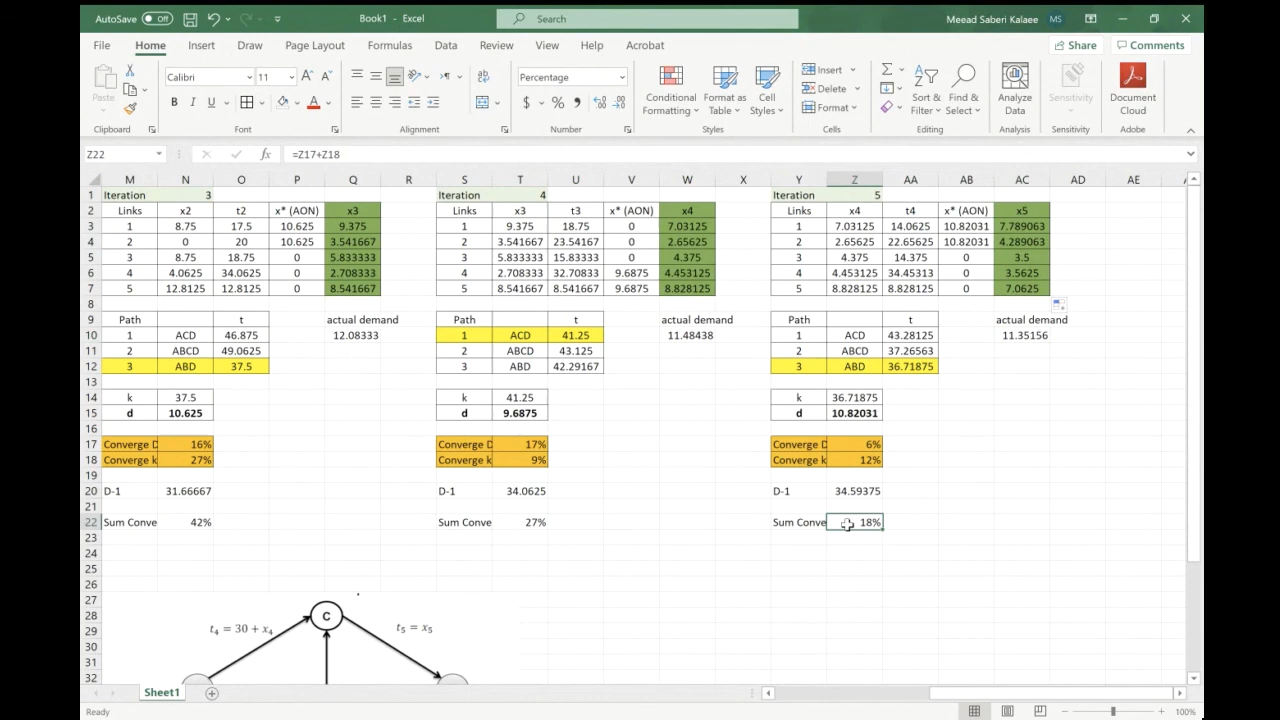 AutoSave Off Book1 - Excel Search Meead Saberi Kalaee MS
File Home Insert Draw Page Layout Formulas Data Review View Help Acrobat Share Comments
Paste Calibri 11 Percentage Conditional Formatting Format as Table Cell Styles Insert Delete Format Sort & Filter Find & Select Analyze Data Sensitivity Document Cloud
Clipboard Font Alignment Number Styles Cells Editing Analysis Sensitivity Adobe
Z22 fx =Z17+Z18
M N O P Q R S T U V W X Y Z AA AB AC AD AE
1 Iteration 3 Iteration 4 Iteration 5
2 Links x2 t2 x* (AON) x3 Links x3 t3 x* (AON) x4 Links x4 t4 x* (AON) x5
3 1 8.75 17.5 10.625 9.375 1 9.375 18.75 0 7.03125 1 7.03125 14.0625 10.82031 7.789063
4 2 0 20 10.625 3.541667 2 3.541667 23.54167 0 2.65625 2 2.65625 22.65625 10.82031 4.289063
5 3 8.75 18.75 0 5.833333 3 5.833333 15.83333 0 4.375 3 4.375 14.375 0 3.5
6 4 4.0625 34.0625 0 2.708333 4 2.708333 32.70833 9.6875 4.453125 4 4.453125 34.45313 0 3.5625
7 5 12.8125 12.8125 0 8.541667 5 8.541667 8.541667 9.6875 8.828125 5 8.828125 8.828125 0 7.0625
8
9 Path t actual demand Path t actual demand Path t actual demand
10 1 ACD 46.875 12.08333 1 ACD 41.25 11.48438 1 ACD 43.28125 11.35156
11 2 ABCD 49.0625 2 ABCD 43.125 2 ABCD 37.26563
12 3 ABD 37.5 3 ABD 42.29167 3 ABD 36.71875
13
14 k 37.5 k 41.25 k 36.71875
15 d 10.625 d 9.6875 d 10.82031
16
17 Converge D 16% Converge D 17% Converge D 6%
18 Converge k 27% Converge k 9% Converge k 12%
19
20 D-1 31.66667 D-1 34.0625 D-1 34.59375
21
22 Sum Conve 42% Sum Conve 27% Sum Conve 18%
23
24
25
26
27
28 C
29 t₄ = 30 + x₄ t₅ = x₅
30
31
32
Sheet1
Ready 100%